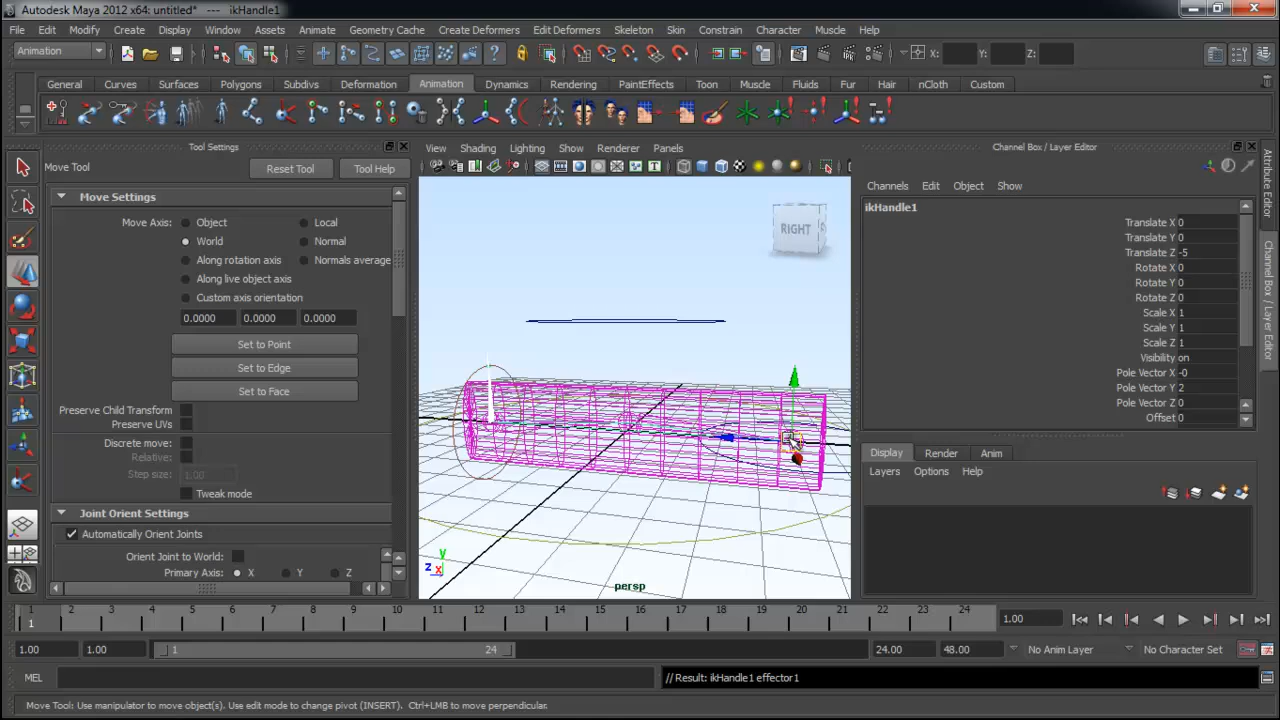 Autodesk Maya 2012 x64: untitled* --- ikHandle1
File Edit Modify Create Display Window Assets Animate Geometry Cache Create Deformers Edit Deformers Skeleton Skin Constrain Character Muscle Help
Animation X: Y: Z:
General Curves Surfaces Polygons Subdivs Deformation Animation Dynamics Rendering PaintEffects Toon Muscle Fluids Fur Hair nCloth Custom
Tool Settings
Move Tool Reset Tool Tool Help
Move Settings
Move Axis: Object Local
World Normal
Along rotation axis Normals average
Along live object axis
Custom axis orientation
0.0000 0.0000 0.0000
Set to Point
Set to Edge
Set to Face
Preserve Child Transform
Preserve UVs
Discrete move:
Relative:
Step size: 1.00
Tweak mode
Joint Orient Settings
Automatically Orient Joints
Orient Joint to World:
Primary Axis: X Y Z
View Shading Lighting Show Renderer Panels
RIGHT
y
z x
persp
Channel Box / Layer Editor
Channels Edit Object Show
ikHandle1
Translate X 0
Translate Y 0
Translate Z -5
Rotate X 0
Rotate Y 0
Rotate Z 0
Scale X 1
Scale Y 1
Scale Z 1
Visibility on
Pole Vector X -0
Pole Vector Y 2
Pole Vector Z 0
Offset 0
Display Render Anim
Layers Options Help
Attribute Editor
Channel Box / Layer Editor
1 2 3 4 5 6 7 8 9 10 11 12 13 14 15 16 17 18 19 20 21 22 23 24
1 1.00
1.00 1.00 1 24 24.00 48.00 No Anim Layer No Character Set
MEL // Result: ikHandle1 effector1
Move Tool: Use manipulator to move object(s). Use edit mode to change pivot (INSERT). Ctrl+LMB to move perpendicular.